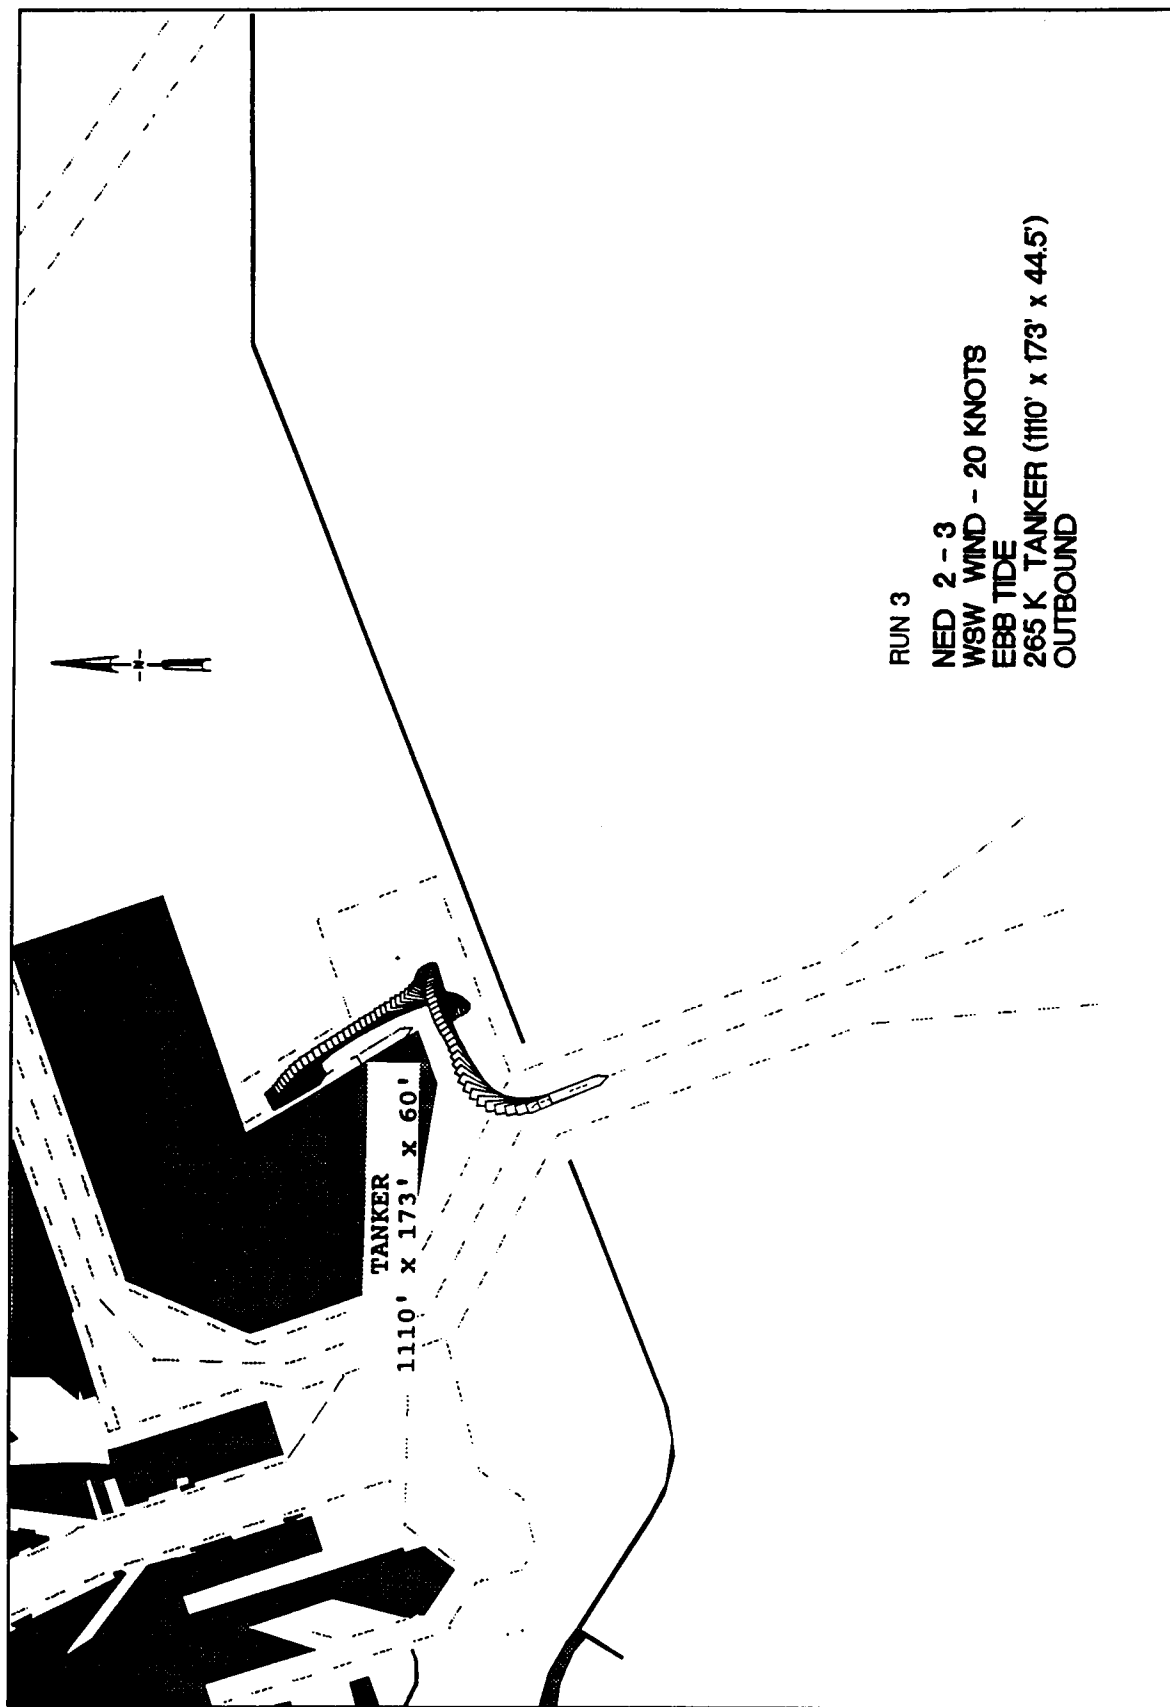 -N-
TANKER
1110' X 173' X 60'
RUN 3
NED 2 - 3
WSW WIND - 20 KNOTS
EBB TIDE
265 K TANKER (1110' x 173' x 44.5')
OUTBOUND